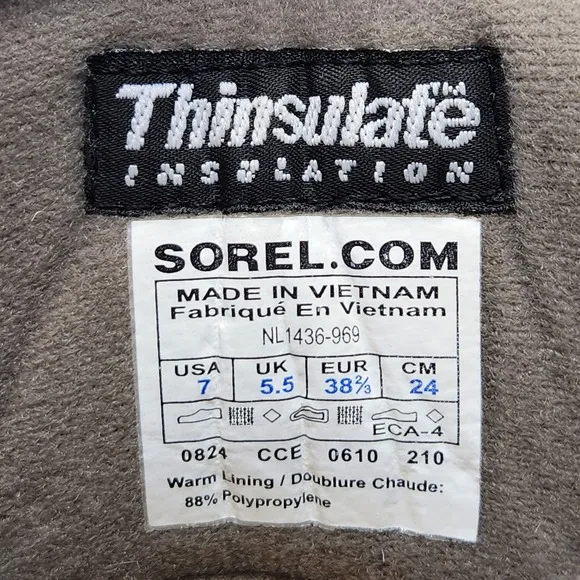 Thinsulate™
INSULATION
SOREL.COM
MADE IN VIETNAM
Fabriqué En Vietnam
NL1436-969
USA UK EUR CM
7 5.5 38⅔ 24
ECA-4
0824 CCE 0610 210
Warm Lining / Doublure Chaude:
88% Polypropylene